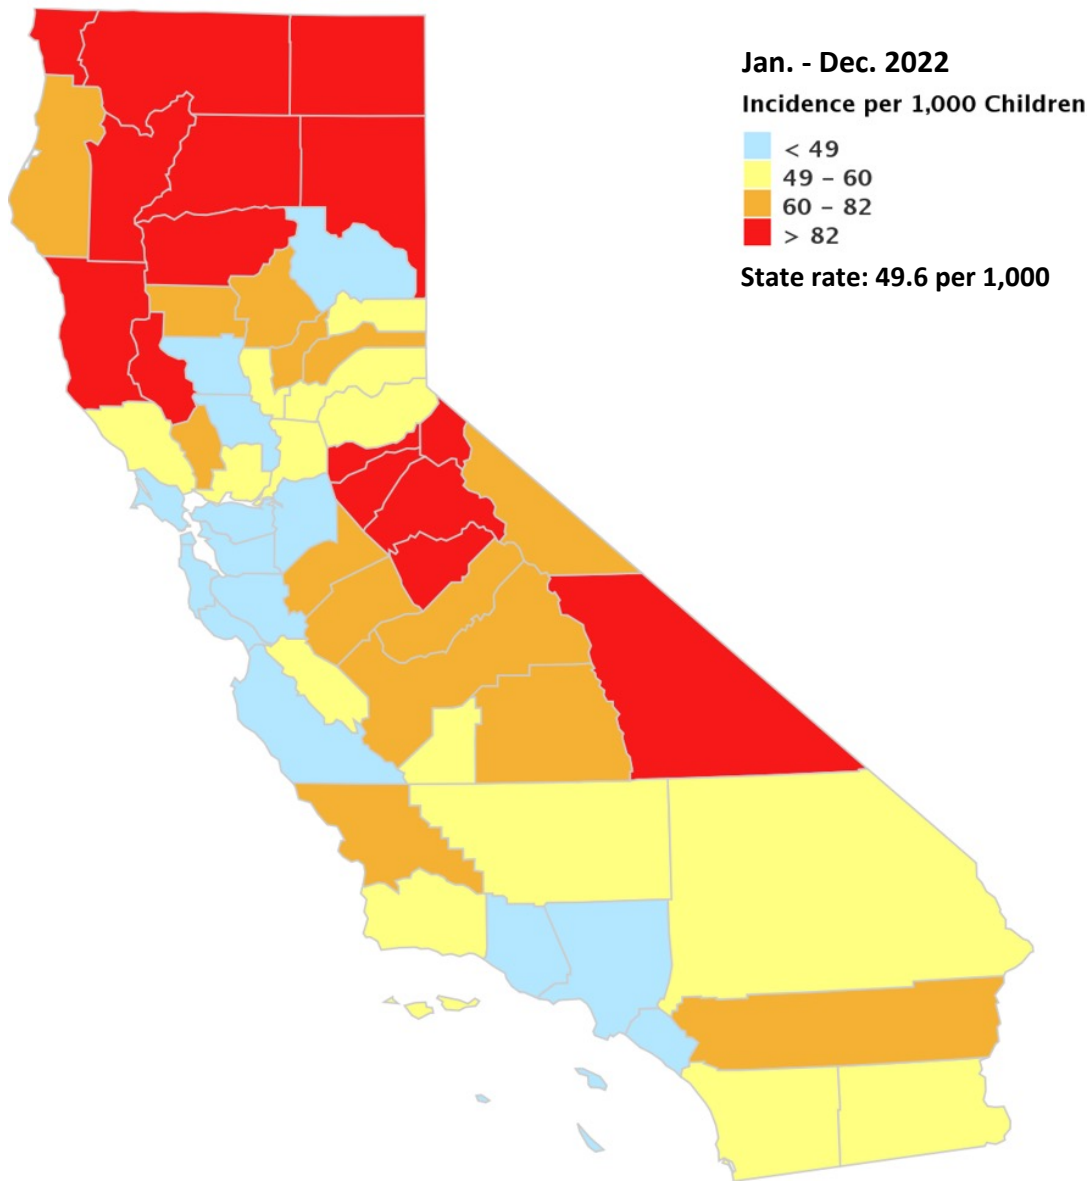 Jan. - Dec. 2022
Incidence per 1,000 Children
< 49
49 – 60
60 – 82
> 82
State rate: 49.6 per 1,000